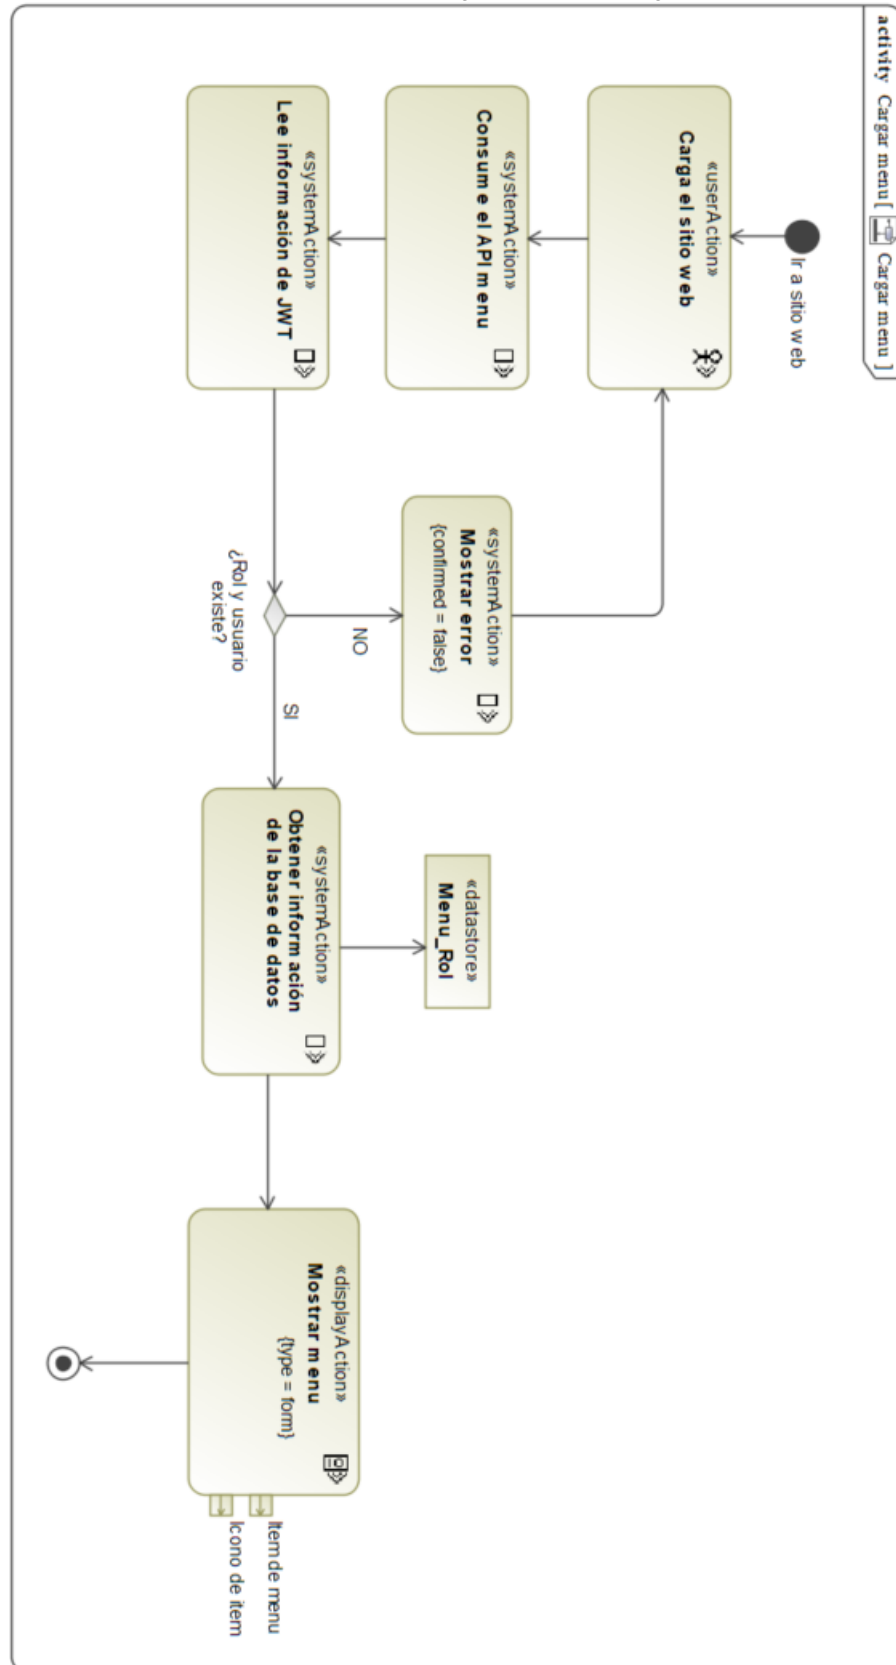 activity Cargar menu [ Cargar menu ]
Ir a sitio web
«userAction»
Carga el sitio web
«systemAction»
Consume el API menu
«systemAction»
Lee información de JWT
¿Rol y usuario
existe?
NO
«systemAction»
Mostrar error
{confirmed = false}
SI
«systemAction»
Obtener información
de la base de datos
«datastore»
Menu_Rol
«displayAction»
Mostrar menu
{type = form}
Item de menu
Icono de item